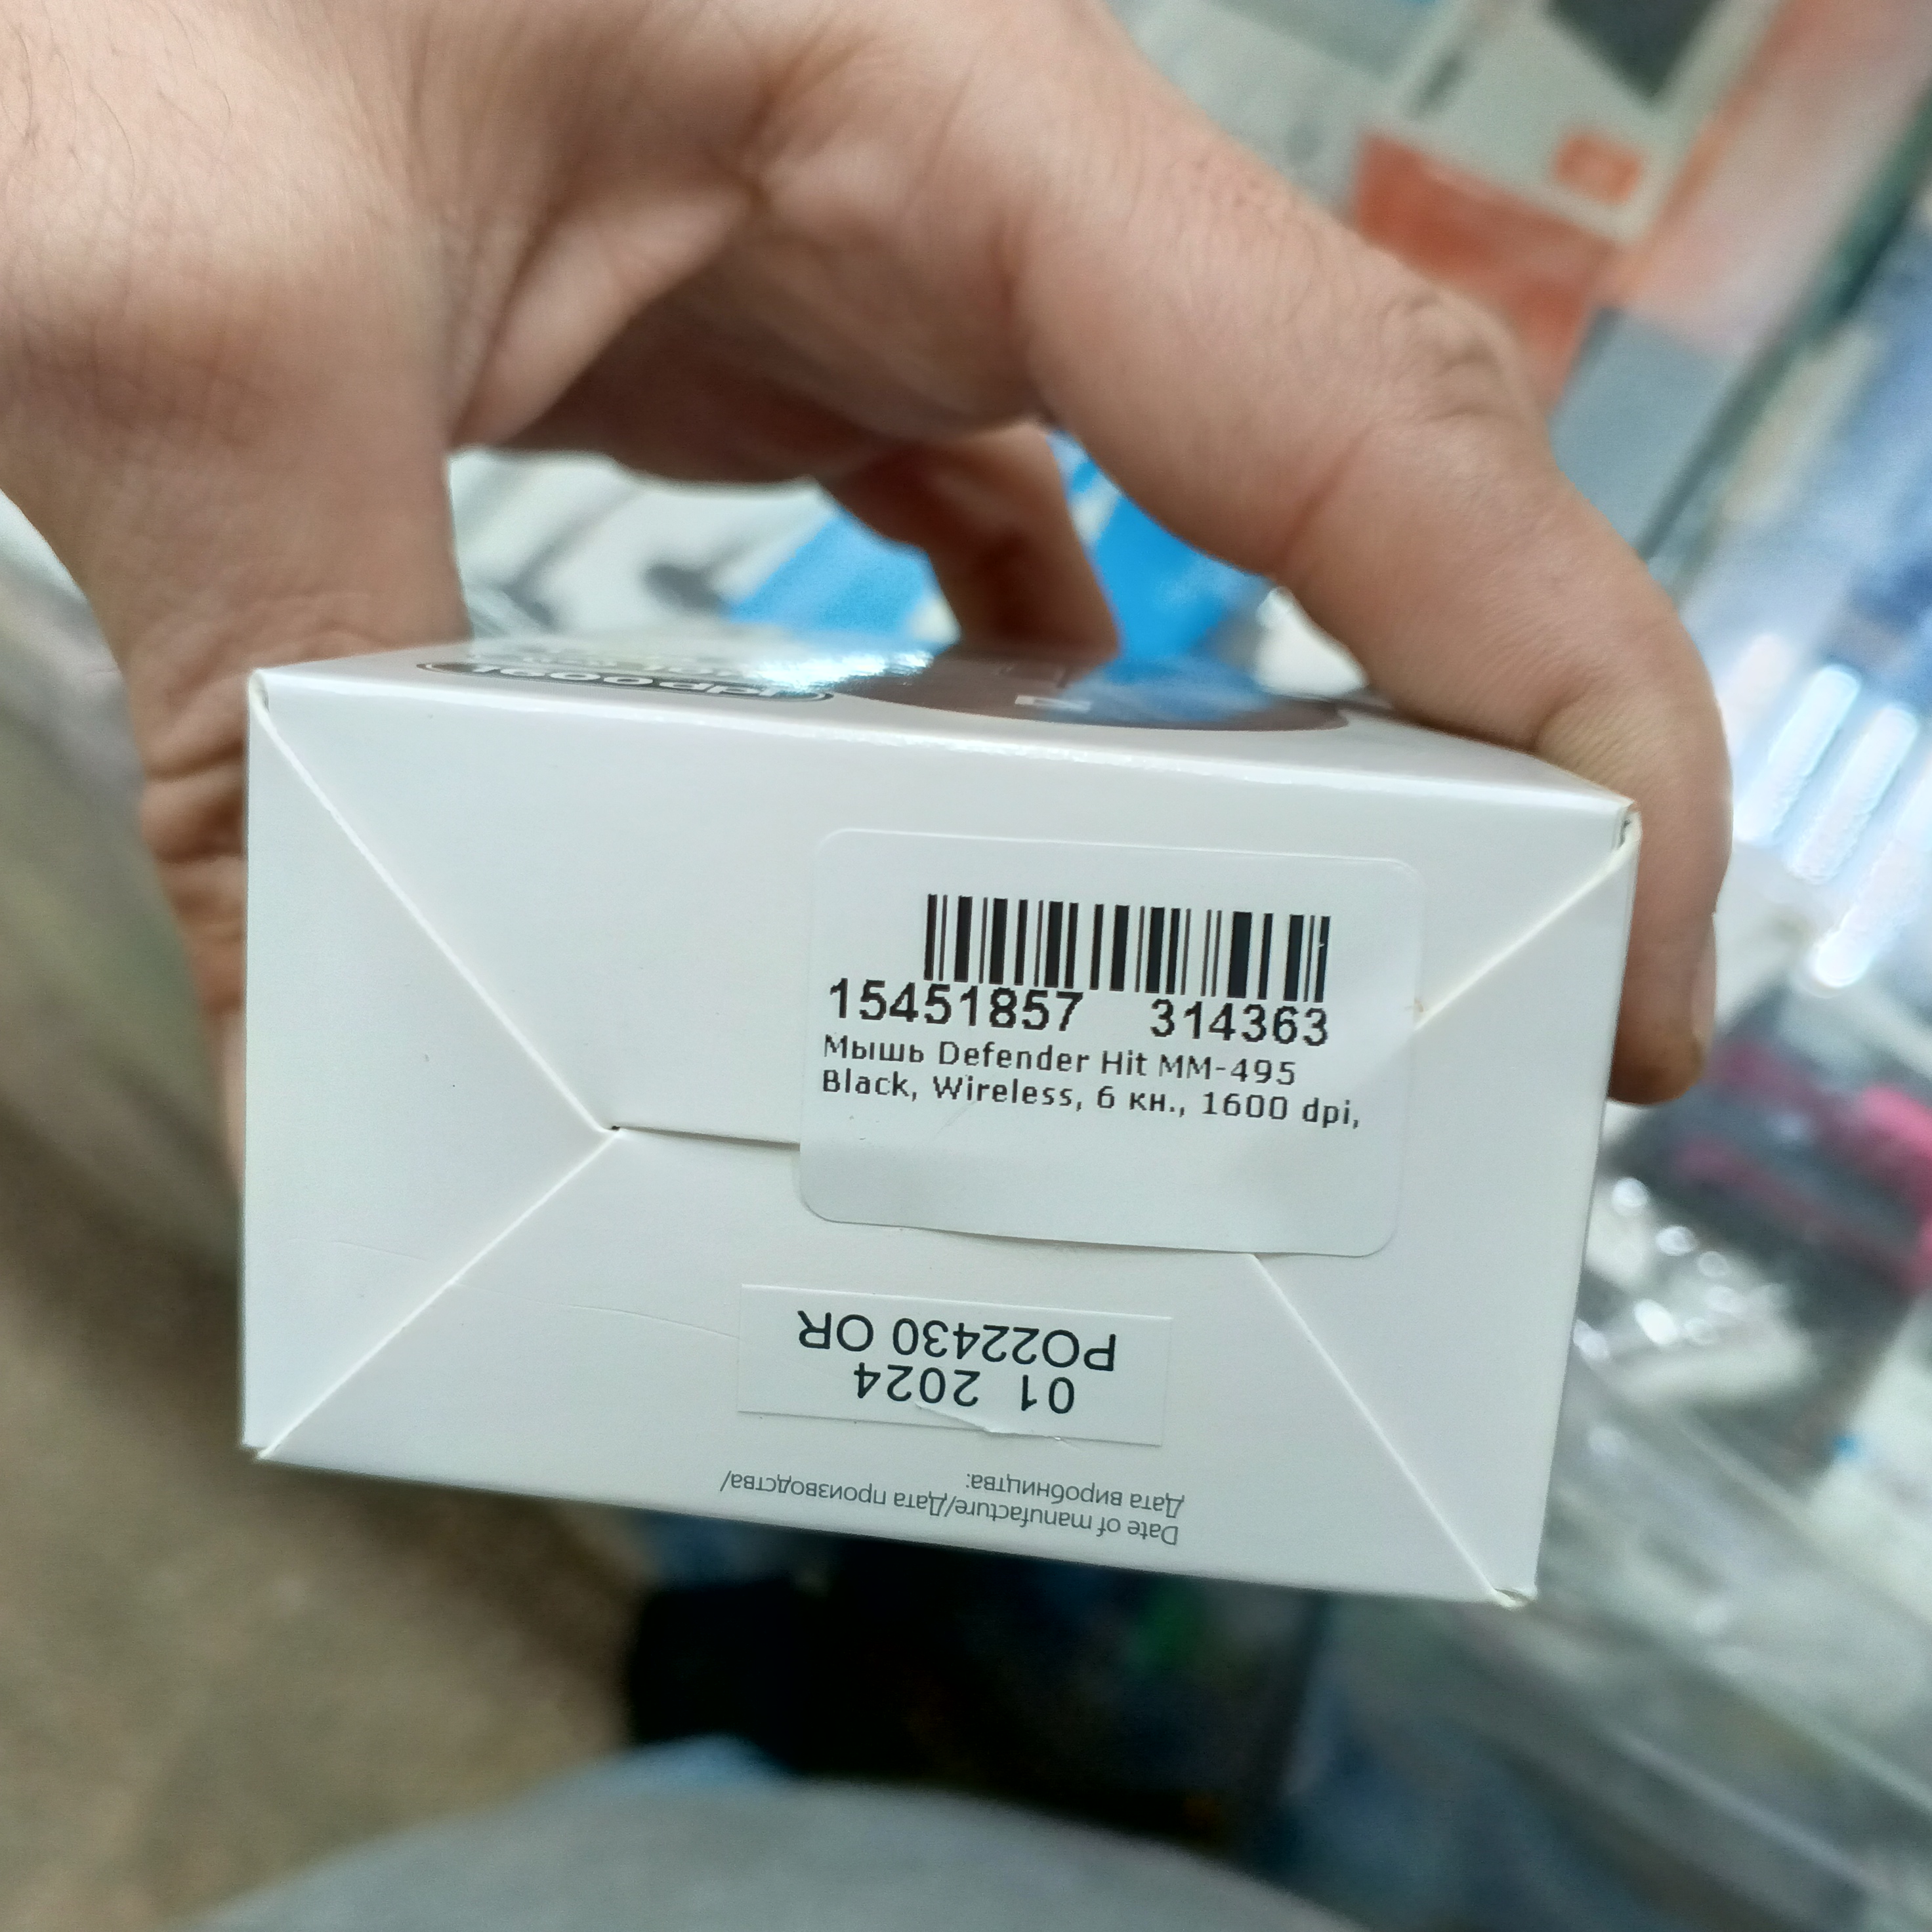 1600dpi
15451857 314363
Мышь Defender Hit MM-495
Black, Wireless, 6 кн., 1600 dpi,
Date of manufacture/Дата производства/
Дата виробництва:
01 2024
PO22430 OR